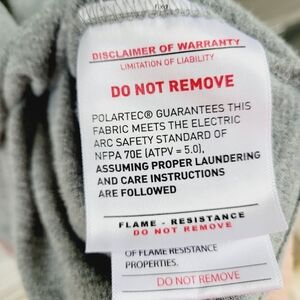 DISCLAIMER OF WARRANTY
LIMITATION OF LIABILITY
DO NOT REMOVE
POLARTEC® GUARANTEES THIS
FABRIC MEETS THE ELECTRIC
ARC SAFETY STANDARD OF
NFPA 70E (ATPV = 5.0),
ASSUMING PROPER LAUNDERING
AND CARE INSTRUCTIONS
ARE FOLLOWED
FLAME - RESISTANCE
DO NOT REMOVE
OF FLAME RESISTANCE
PROPERTIES.
DO NOT REMOVE